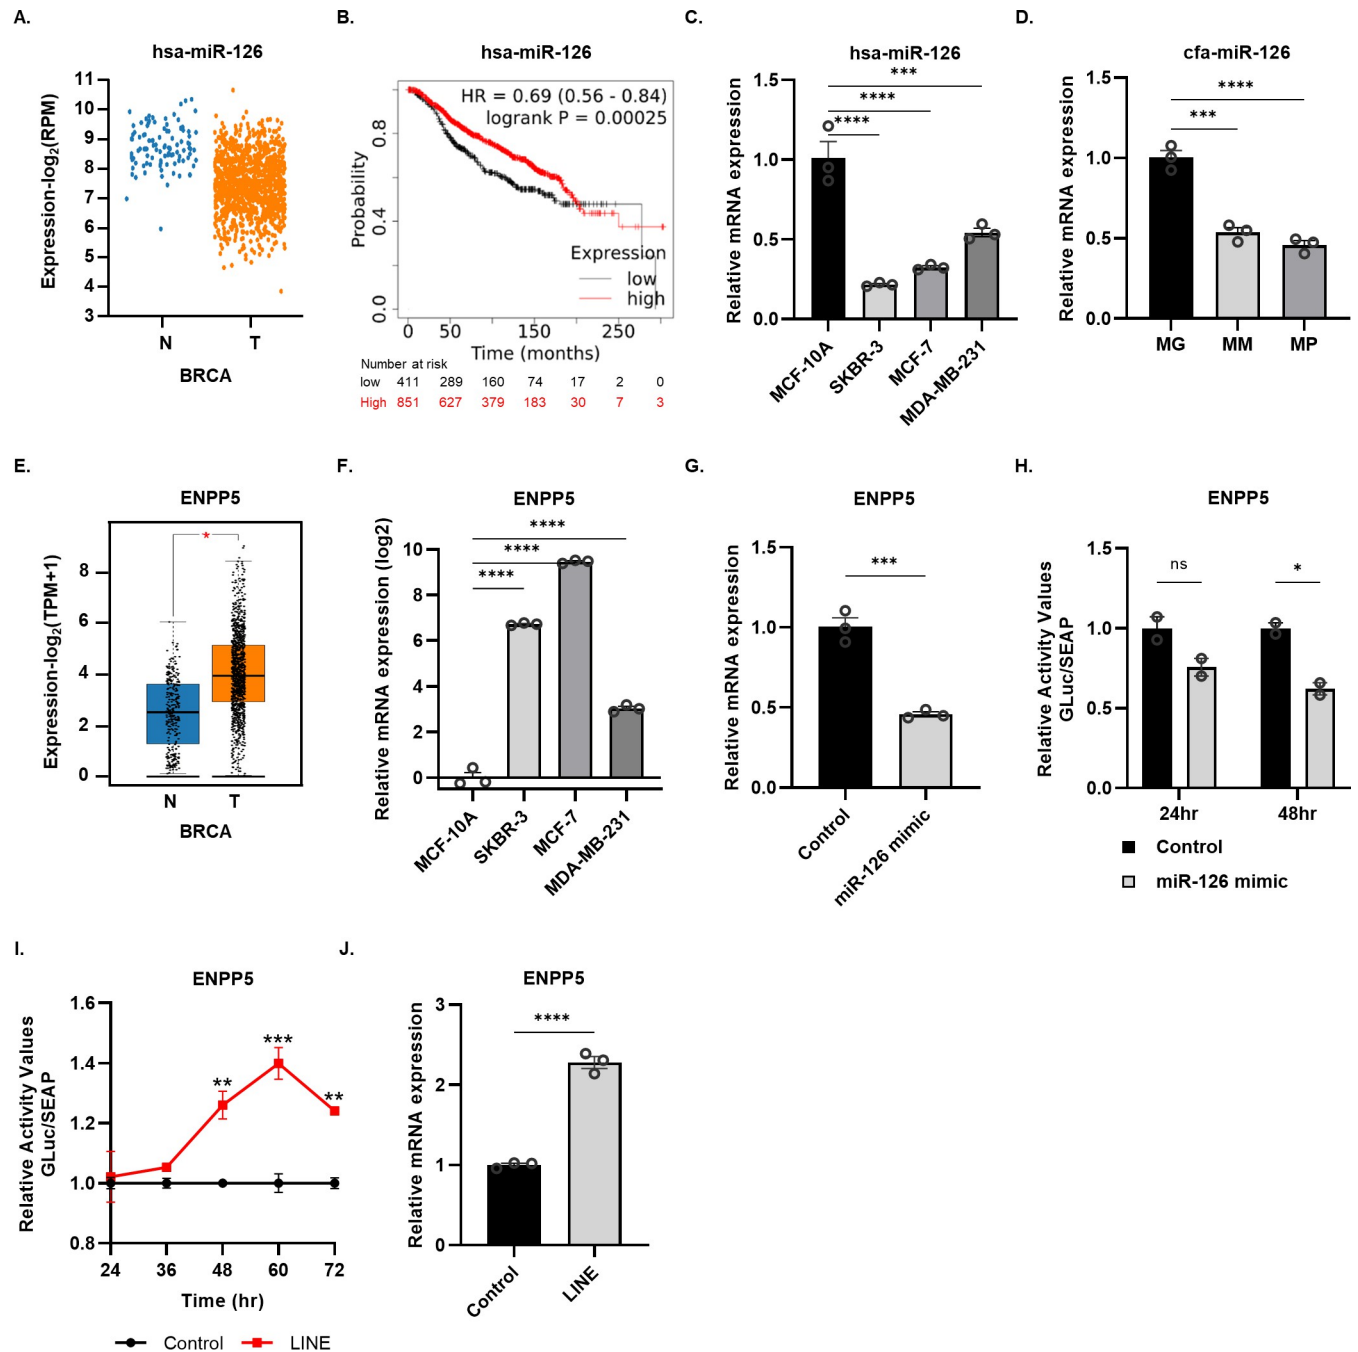 A.
hsa-miR-126
Expression-log2(RPM)
11
10
9
8
7
6
5
4
3
N T
BRCA
B.
hsa-miR-126
HR = 0.69 (0.56 - 0.84)
logrank P = 0.00025
Probability
0.8
0.4
0.0
Expression
low
high
0 50 100 150 200 250 300
Time (months)
Number at risk
low 411 289 160 74 17 2 0
High 851 627 379 183 30 7 3
C.
hsa-miR-126
Relative mRNA expression
1.5
1.0
0.5
0.0
***
****
****
MCF-10A
SKBR-3
MCF-7
MDA-MB-231
D.
cfa-miR-126
Relative mRNA expression
1.5
1.0
0.5
0.0
****
***
MG MM MP
E.
ENPP5
Expression-log2(TPM+1)
8
6
4
2
0
*
N T
BRCA
F.
ENPP5
Relative mRNA expression (log2)
10
8
6
4
2
0
****
****
****
MCF-10A
SKBR-3
MCF-7
MDA-MB-231
G.
ENPP5
Relative mRNA expression
1.5
1.0
0.5
0.0
***
Control
miR-126 mimic
H.
ENPP5
Relative Activity Values
GLuc/SEAP
1.5
1.0
0.5
0.0
ns
*
24hr 48hr
Control
miR-126 mimic
I.
ENPP5
Relative Activity Values
GLuc/SEAP
1.6
1.4
1.2
1.0
0.8
**
***
**
24 36 48 60 72
Time (hr)
Control LINE
J.
ENPP5
Relative mRNA expression
3
2
1
0
****
Control
LINE